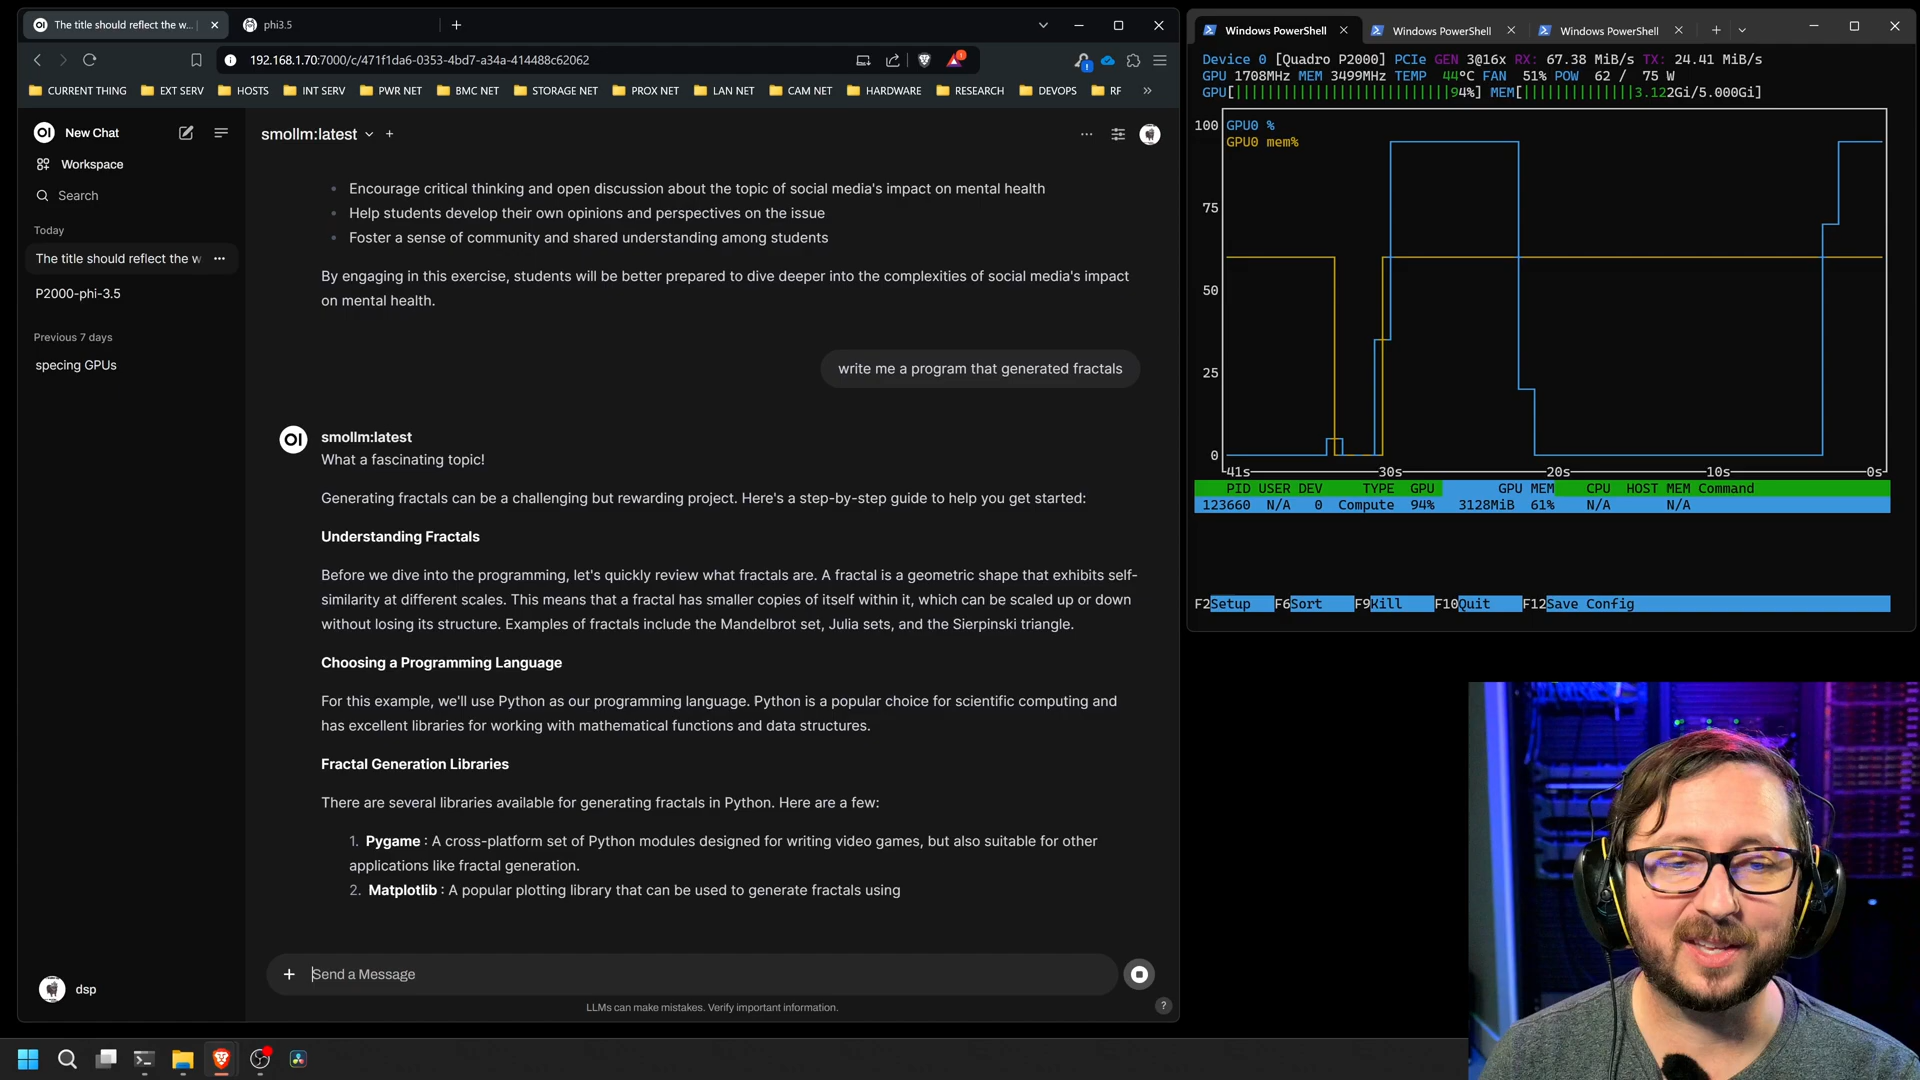 The title should reflect the w...
phi3.5
192.168.1.70:7000/c/471f1da6-0353-4bd7-a34a-414488c62062
CURRENT THING
EXT SERV
HOSTS
INT SERV
PWR NET
BMC NET
STORAGE NET
PROX NET
LAN NET
CAM NET
HARDWARE
RESEARCH
DEVOPS
RF
OI New Chat
Workspace
Search
Today
The title should reflect the w
P2000-phi-3.5
Previous 7 days
specing GPUs
dsp
smollm:latest
Encourage critical thinking and open discussion about the topic of social media's impact on mental health
Help students develop their own opinions and perspectives on the issue
Foster a sense of community and shared understanding among students
By engaging in this exercise, students will be better prepared to dive deeper into the complexities of social media's impact
on mental health.
write me a program that generated fractals
OI smollm:latest
What a fascinating topic!
Generating fractals can be a challenging but rewarding project. Here's a step-by-step guide to help you get started:
Understanding Fractals
Before we dive into the programming, let's quickly review what fractals are. A fractal is a geometric shape that exhibits self-
similarity at different scales. This means that a fractal has smaller copies of itself within it, which can be scaled up or down
without losing its structure. Examples of fractals include the Mandelbrot set, Julia sets, and the Sierpinski triangle.
Choosing a Programming Language
For this example, we'll use Python as our programming language. Python is a popular choice for scientific computing and
has excellent libraries for working with mathematical functions and data structures.
Fractal Generation Libraries
There are several libraries available for generating fractals in Python. Here are a few:
1. Pygame : A cross-platform set of Python modules designed for writing video games, but also suitable for other
applications like fractal generation.
2. Matplotlib : A popular plotting library that can be used to generate fractals using
Send a Message
LLMs can make mistakes. Verify important information.
?
Windows PowerShell
Windows PowerShell
Windows PowerShell
Device 0 [Quadro P2000] PCIe GEN 3@16x RX: 67.38 MiB/s TX: 24.41 MiB/s
GPU 1708MHz MEM 3499MHz TEMP 44°C FAN 51% POW 62 / 75 W
GPU[||||||||||||||||||||||||||94%] MEM[|||||||||||||3.122Gi/5.000Gi]
GPU0 %
GPU0 mem%
100
75
50
25
0
41s 30s 20s 10s 0s
PID USER DEV TYPE GPU GPU MEM CPU HOST MEM Command
123660 N/A 0 Compute 94% 3128MiB 61% N/A N/A
F2Setup F6Sort F9Kill F10Quit F12Save Config